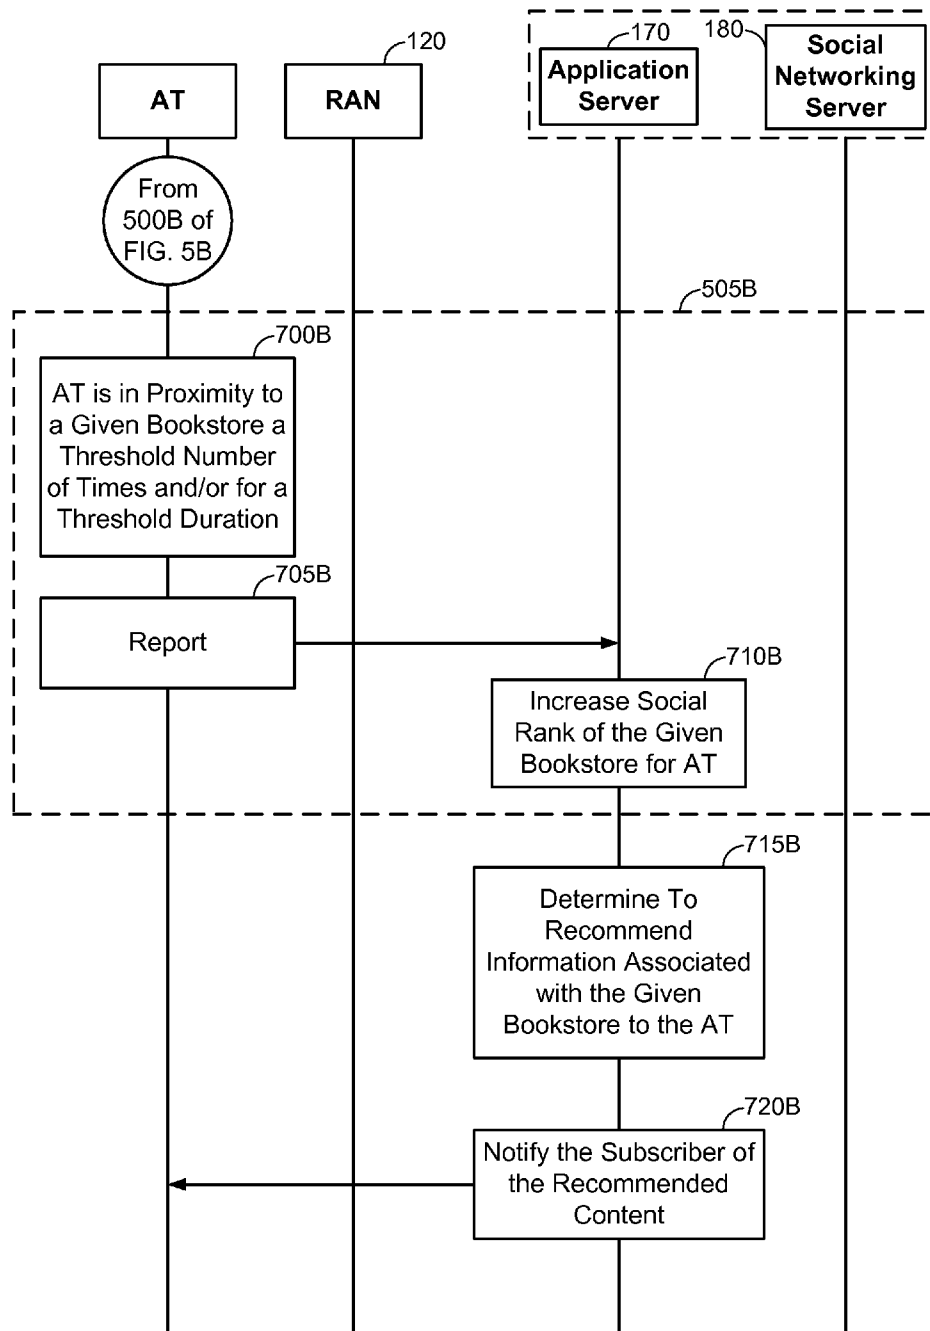 AT
120
RAN
170
Application
Server
180
Social
Networking
Server
From
500B of
FIG. 5B
505B
700B
AT is in Proximity to
a Given Bookstore a
Threshold Number
of Times and/or for a
Threshold Duration
705B
Report
710B
Increase Social
Rank of the Given
Bookstore for AT
715B
Determine To
Recommend
Information Associated
with the Given
Bookstore to the AT
720B
Notify the Subscriber of
the Recommended
Content